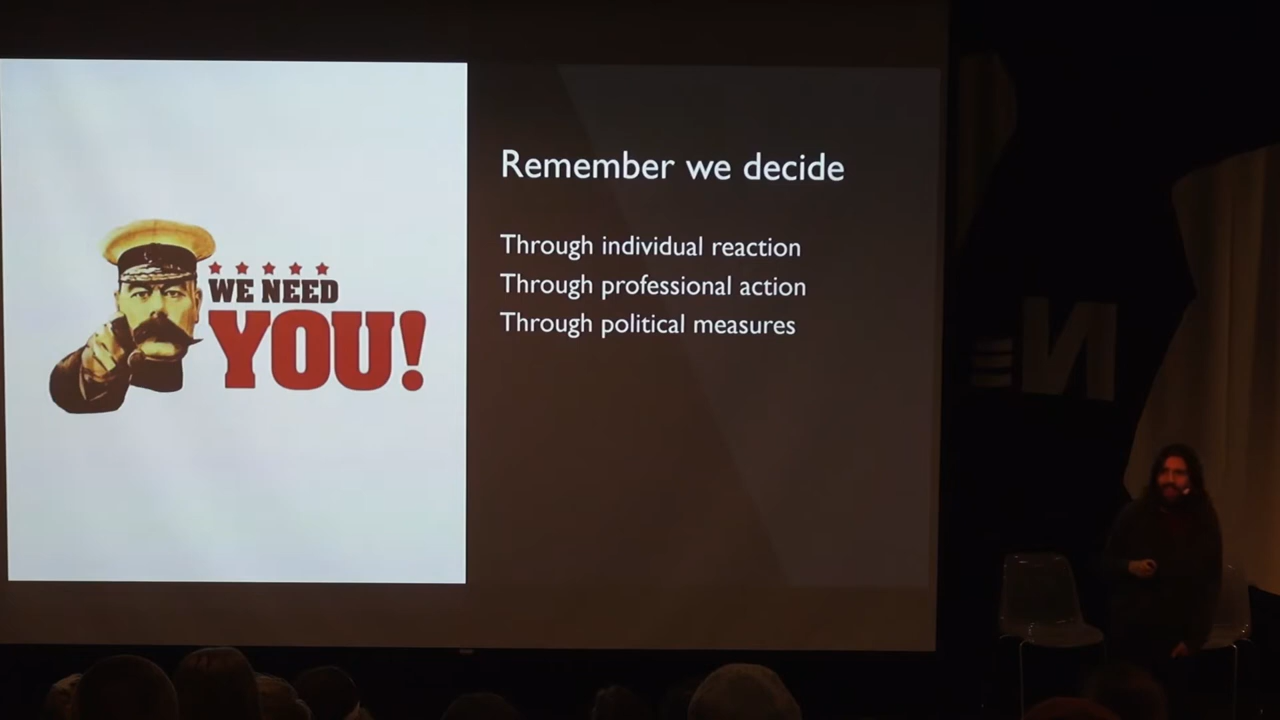 WE NEED
YOU!
Remember we decide
Through individual reaction
Through professional action
Through political measures